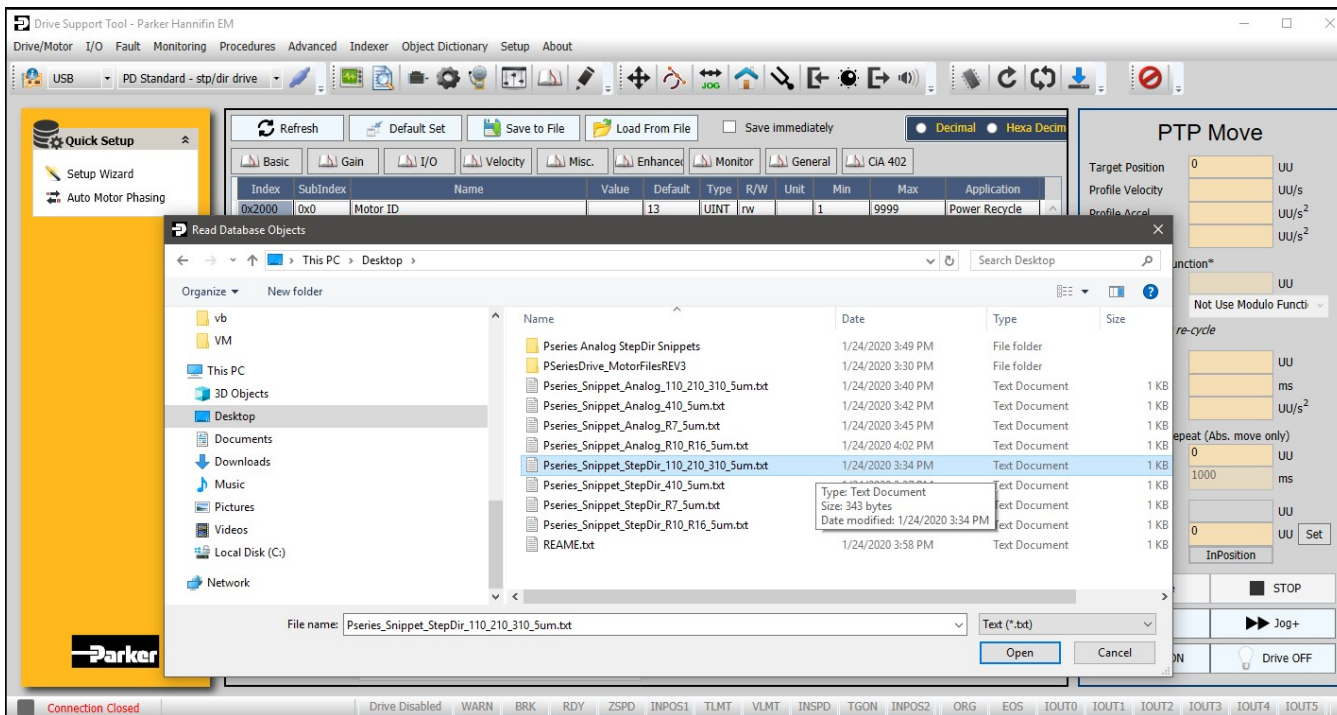 Drive Support Tool - Parker Hannifin EM
Drive/Motor I/O Fault Monitoring Procedures Advanced Indexer Object Dictionary Setup About
USB PD Standard - stp/dir drive JOG
Quick Setup
Setup Wizard
Auto Motor Phasing
Refresh Default Set Save to File Load From File Save immediately Decimal Hexa Decim
Basic Gain I/O Velocity Misc. Enhanced Monitor General CiA 402
Index SubIndex Name Value Default Type R/W Unit Min Max Application
0x2000 0x0 Motor ID 13 UINT rw 1 9999 Power Recycle
PTP Move
Target Position 0 UU
Profile Velocity UU/s
Profile Accel UU/s²
UU/s²
unction*
UU
Not Use Modulo Functi
re-cycle
UU
ms
UU/s²
epeat (Abs. move only)
0 UU
1000 ms
UU
0 UU Set
InPosition
STOP
Jog+
ON Drive OFF
Read Database Objects
This PC > Desktop >
Search Desktop
Organize New folder
vb
VM
This PC
3D Objects
Desktop
Documents
Downloads
Music
Pictures
Videos
Local Disk (C:)
Network
Name Date Type Size
Pseries Analog StepDir Snippets 1/24/2020 3:49 PM File folder
PSeriesDrive_MotorFilesREV3 1/24/2020 3:30 PM File folder
Pseries_Snippet_Analog_110_210_310_5um.txt 1/24/2020 3:40 PM Text Document 1 KB
Pseries_Snippet_Analog_410_5um.txt 1/24/2020 3:42 PM Text Document 1 KB
Pseries_Snippet_Analog_R7_5um.txt 1/24/2020 3:45 PM Text Document 1 KB
Pseries_Snippet_Analog_R10_R16_5um.txt 1/24/2020 4:02 PM Text Document 1 KB
Pseries_Snippet_StepDir_110_210_310_5um.txt 1/24/2020 3:34 PM Text Document 1 KB
Pseries_Snippet_StepDir_410_5um.txt Text Document 1 KB
Pseries_Snippet_StepDir_R7_5um.txt Text Document 1 KB
Pseries_Snippet_StepDir_R10_R16_5um.txt Text Document 1 KB
REAME.txt 1/24/2020 3:58 PM Text Document 1 KB
Type: Text Document
Size: 343 bytes
Date modified: 1/24/2020 3:34 PM
File name: Pseries_Snippet_StepDir_110_210_310_5um.txt Text (*.txt)
Open Cancel
Parker
Connection Closed Drive Disabled WARN BRK RDY ZSPD INPOS1 TLMT VLMT INSPD TGON INPOS2 ORG EOS IOUT0 IOUT1 IOUT2 IOUT3 IOUT4 IOUT5